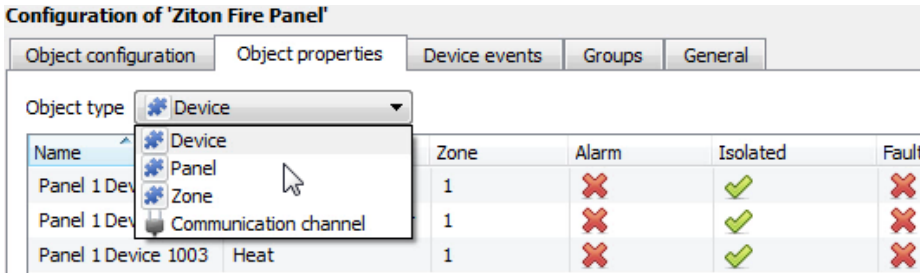 Configuration of 'Ziton Fire Panel'
Object configuration Object properties Device events Groups General
Object type Device
Device
Panel
Zone
Communication channel
Name Zone Alarm Isolated Fault
Panel 1 Dev 1
Panel 1 Dev 1
Panel 1 Device 1003 Heat 1